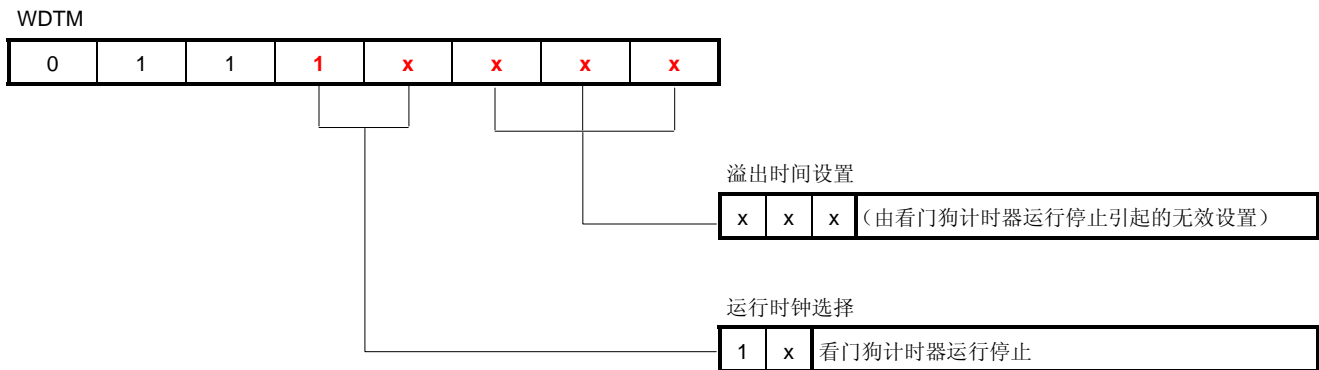 WDTM
0 1 1 1 x x x x
溢出时间设置
x x x （由看门狗计时器运行停止引起的无效设置）
运行时钟选择
1 x 看门狗计时器运行停止